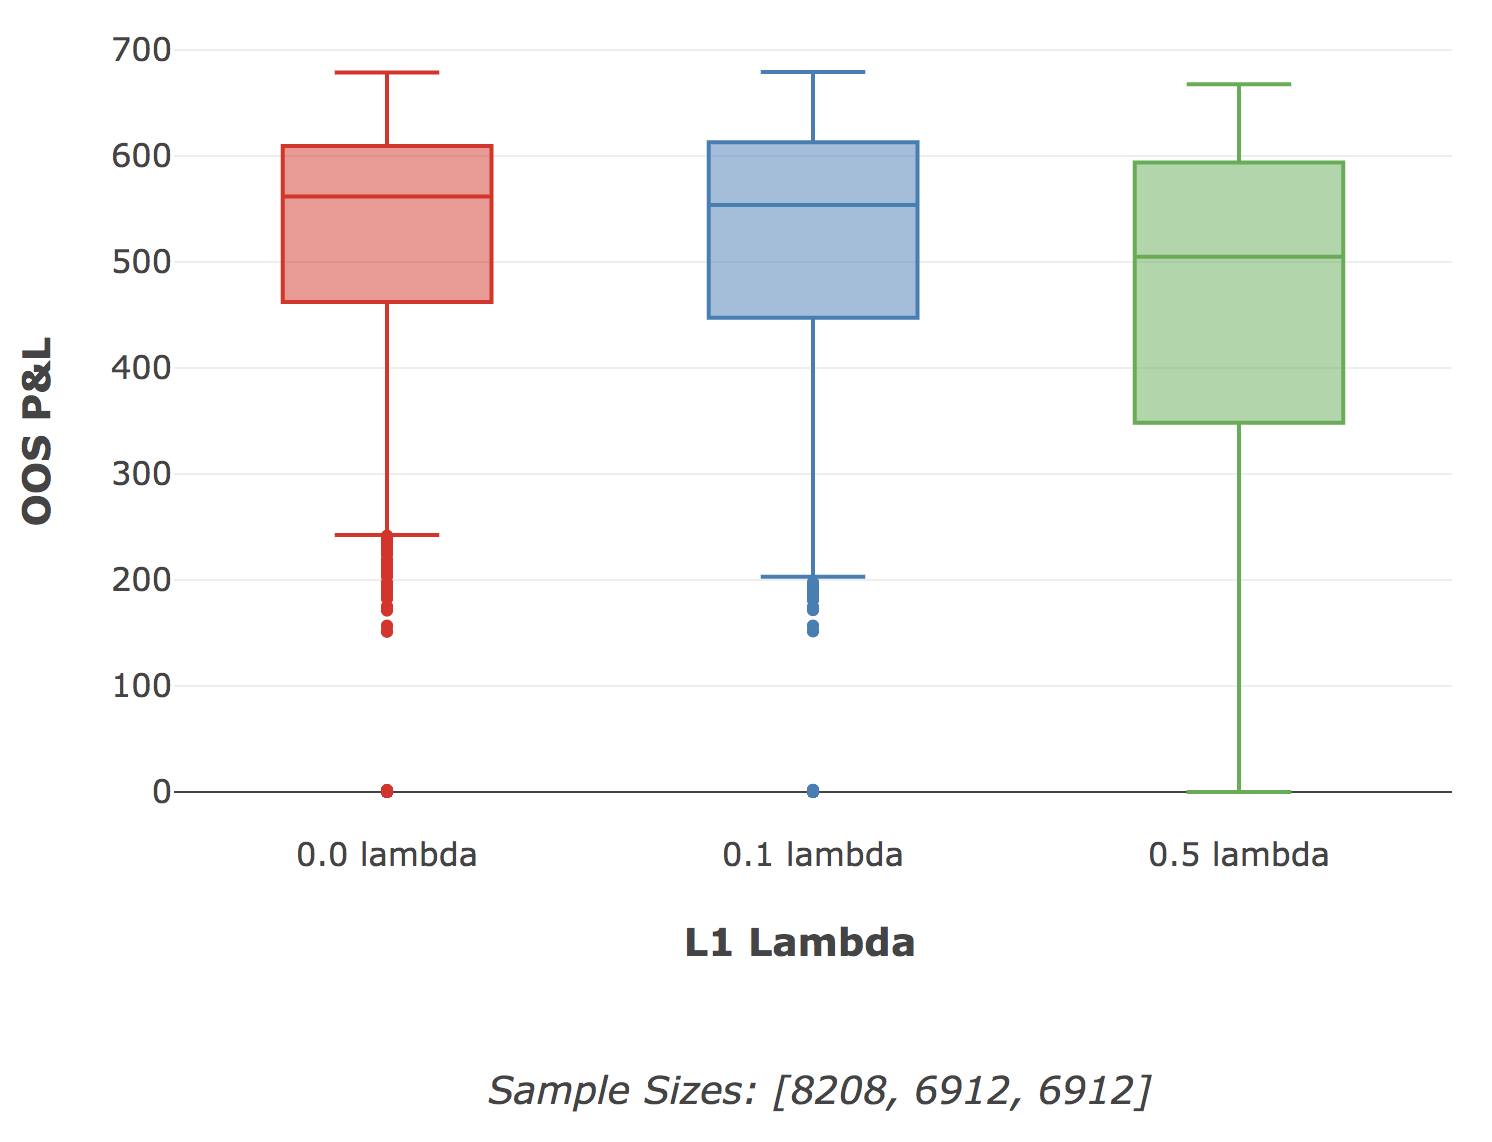 OOS P&L
700
600
500
400
300
200
100
0
0.0 lambda
0.1 lambda
0.5 lambda
L1 Lambda
Sample Sizes: [8208, 6912, 6912]